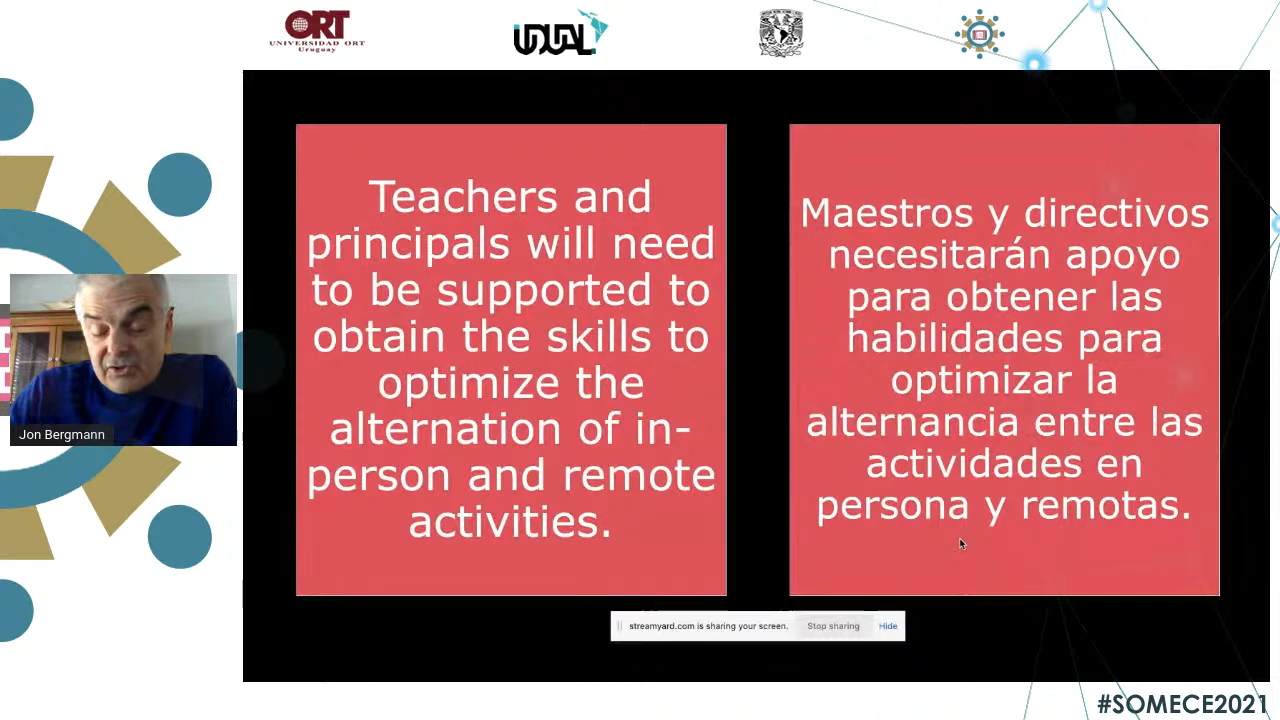 ORT
UNIVERSIDAD ORT
Uruguay
UDUAL
Teachers and
principals will need
to be supported to
obtain the skills to
optimize the
alternation of in-
person and remote
activities.
Maestros y directivos
necesitarán apoyo
para obtener las
habilidades para
optimizar la
alternancia entre las
actividades en
persona y remotas.
Jon Bergmann
streamyard.com is sharing your screen.
Stop sharing
Hide
#SOMECE2021